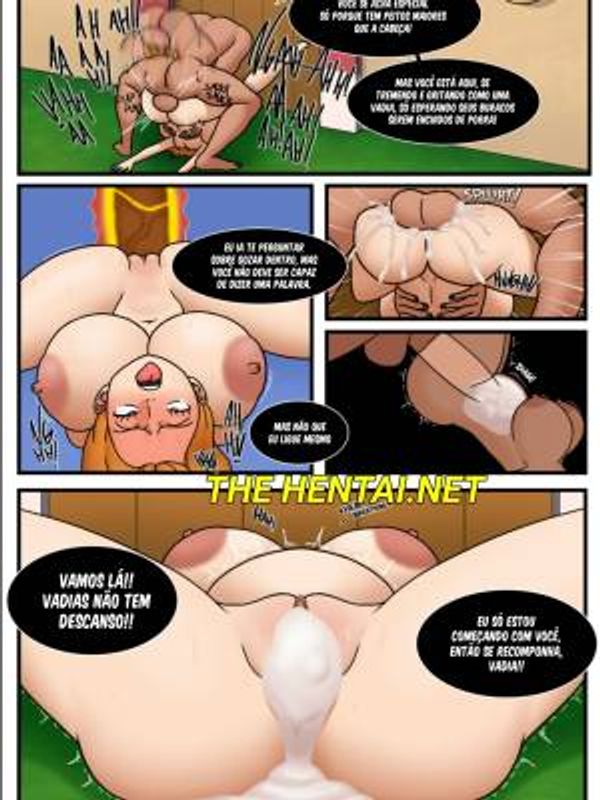 VOCÊ SE ACHA ESPECIAL
SÓ PORQUE TEM PEITOS MAIORES
QUE A CABEÇA!
AH AH!!
MAS VOCÊ ESTÁ AQUI, SE
TREMENDO E GRITANDO COMO UMA
VADIA, SÓ ESPERANDO SEUS BURACOS
SEREM ENCHIDOS DE PORRA!
EU IA TE PERGUNTAR
SOBRE GOZAR DENTRO, MAS
VOCÊ NÃO DEVE SER CAPAZ
DE DIZER UMA PALAVRA.
MAS NÃO QUE
EU LIGUE MESMO
THE HENTAI.NET
VAMOS LÁ!!
VADIAS NÃO TEM
DESCANSO!!
EU SÓ ESTOU
COMEÇANDO COM VOCÊ,
ENTÃO SE RECOMPONHA,
VADIA!!